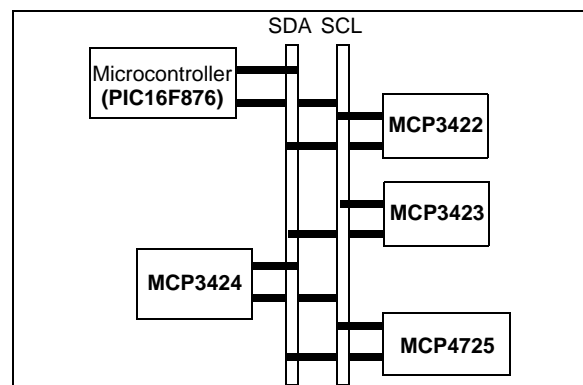 SDA SCL
Microcontroller
(PIC16F876)
MCP3422
MCP3423
MCP3424
MCP4725